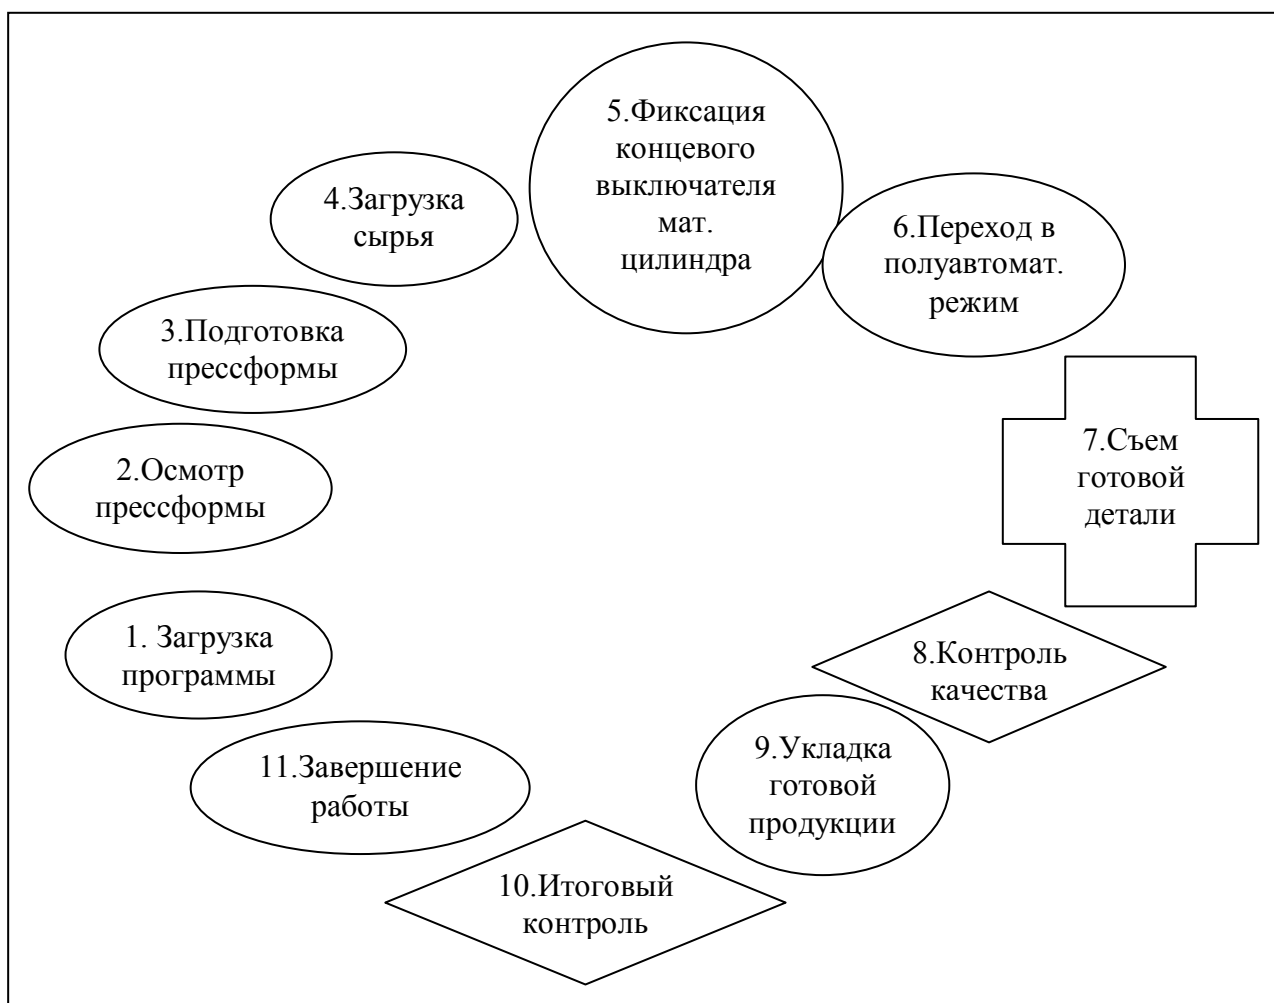 5.Фиксация
концевого
выключателя
мат.
цилиндра
4.Загрузка
сырья
6.Переход в
полуавтомат.
режим
3.Подготовка
прессформы
7.Съем
готовой
детали
2.Осмотр
прессформы
1. Загрузка
программы
8.Контроль
качества
9.Укладка
готовой
продукции
11.Завершение
работы
10.Итоговый
контроль